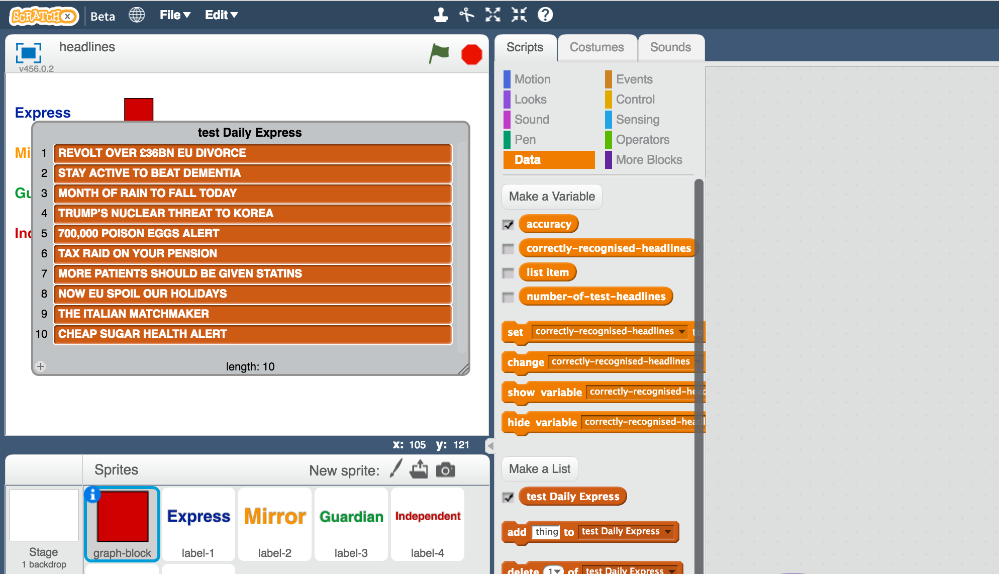 SCRATCHX Beta File Edit
headlines
v456.0.2
Express
Mi
Gu
Ind
test Daily Express
1 REVOLT OVER £36BN EU DIVORCE
2 STAY ACTIVE TO BEAT DEMENTIA
3 MONTH OF RAIN TO FALL TODAY
4 TRUMP’S NUCLEAR THREAT TO KOREA
5 700,000 POISON EGGS ALERT
6 TAX RAID ON YOUR PENSION
7 MORE PATIENTS SHOULD BE GIVEN STATINS
8 NOW EU SPOIL OUR HOLIDAYS
9 THE ITALIAN MATCHMAKER
10 CHEAP SUGAR HEALTH ALERT
+ length: 10
x: 105 y: 121
Sprites New sprite:
Stage
1 backdrop
graph-block
Express
label-1
Mirror
label-2
Guardian
label-3
Independent
label-4
Scripts Costumes Sounds
Motion Events
Looks Control
Sound Sensing
Pen Operators
Data More Blocks
Make a Variable
accuracy
correctly-recognised-headlines
list item
number-of-test-headlines
set correctly-recognised-headlines to
change correctly-recognised-headlines
show variable correctly-recognised-head
hide variable correctly-recognised-headl
Make a List
test Daily Express
add thing to test Daily Express
delete 1 of test Daily Express